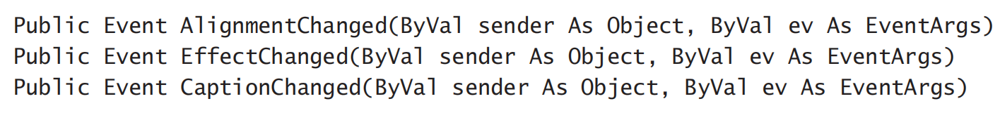 Public Event AlignmentChanged(ByVal sender As Object, ByVal ev As EventArgs)
Public Event EffectChanged(ByVal sender As Object, ByVal ev As EventArgs)
Public Event CaptionChanged(ByVal sender As Object, ByVal ev As EventArgs)